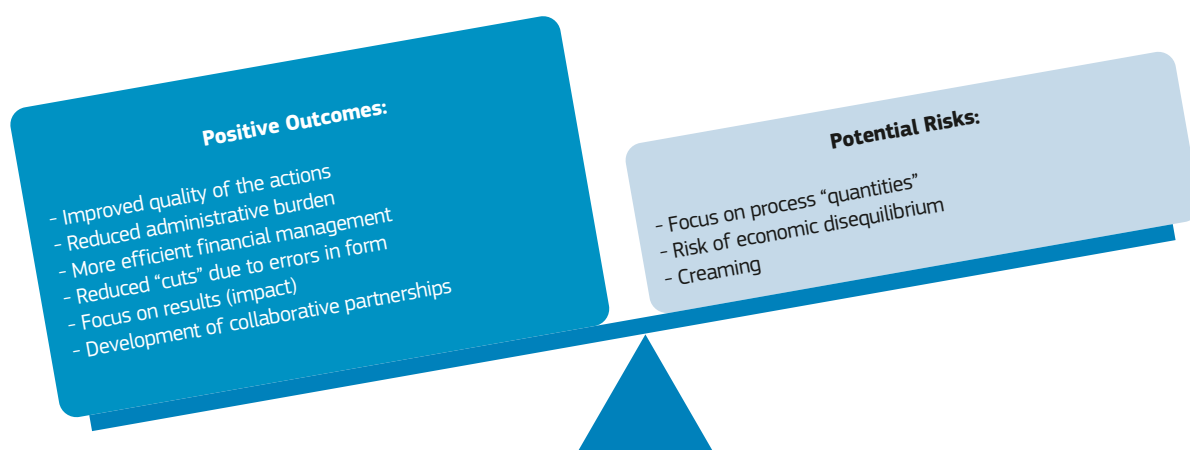 Positive Outcomes:
- Improved quality of the actions
- Reduced administrative burden
- More efficient financial management
- Reduced “cuts” due to errors in form
- Focus on results (impact)
- Development of collaborative partnerships
Potential Risks:
- Focus on process “quantities”
- Risk of economic disequilibrium
- Creaming